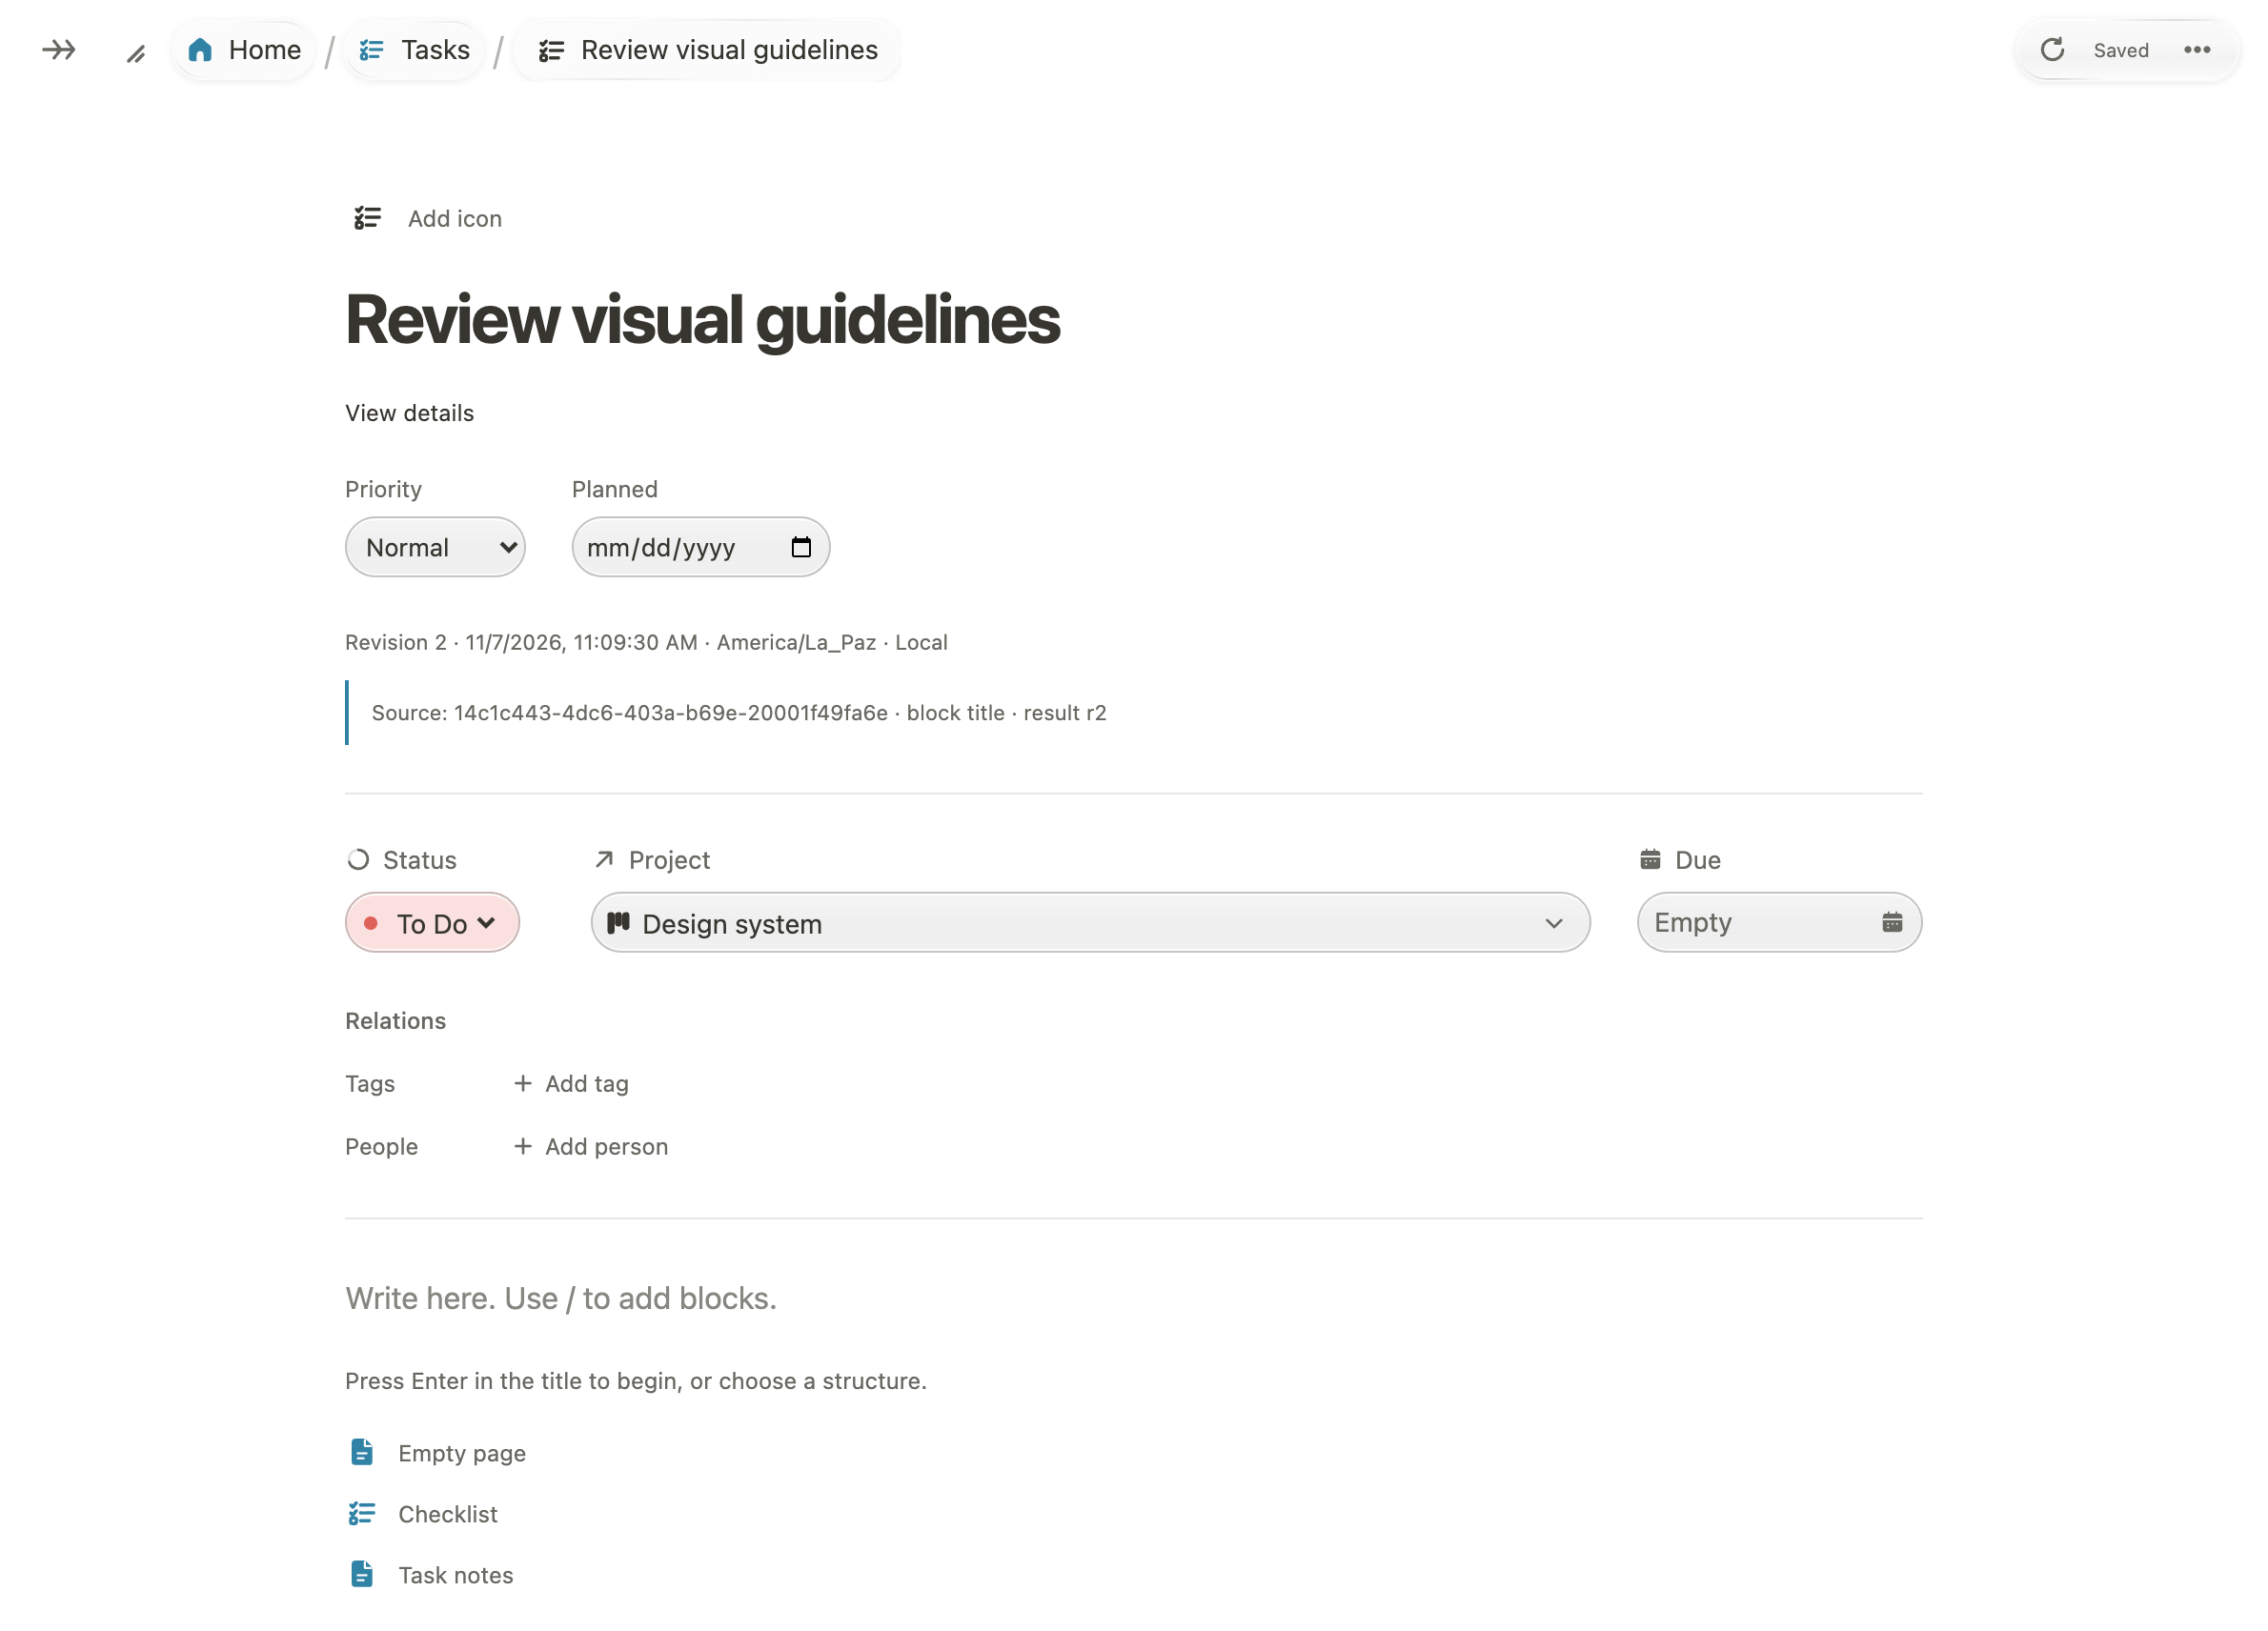 Home / Tasks / Review visual guidelines
Saved
Add icon
Review visual guidelines
View details
Priority Planned
Normal mm/dd/yyyy
Revision 2 · 11/7/2026, 11:09:30 AM · America/La_Paz · Local
Source: 14c1c443-4dc6-403a-b69e-20001f49fa6e · block title · result r2
Status Project Due
To Do Design system Empty
Relations
Tags + Add tag
People + Add person
Write here. Use / to add blocks.
Press Enter in the title to begin, or choose a structure.
Empty page
Checklist
Task notes